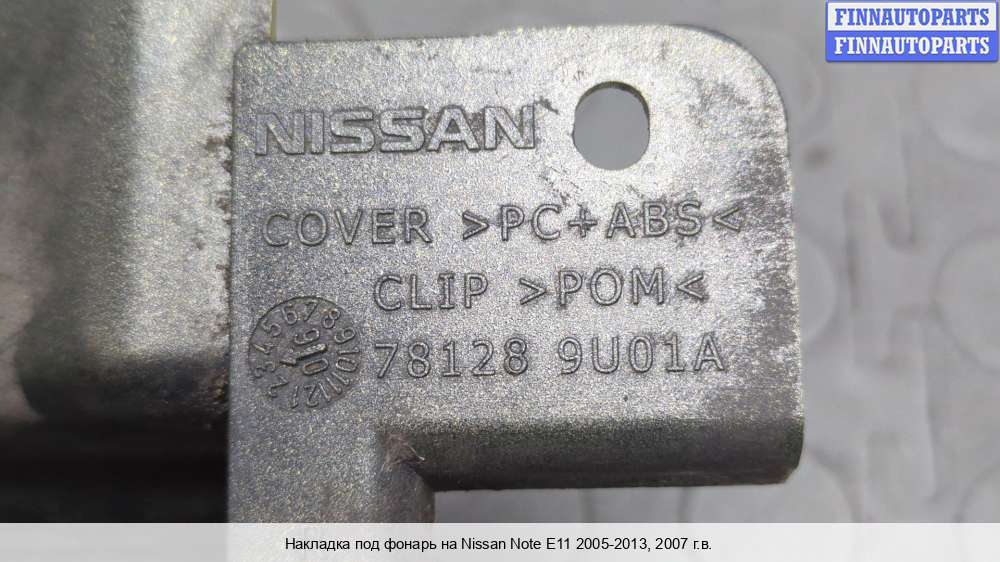 FINNAUTOPARTS
FINNAUTOPARTS
NISSAN
COVER >PC+ABS<
CLIP >POM<
78128 9U01A
Накладка под фонарь на Nissan Note E11 2005-2013, 2007 г.в.